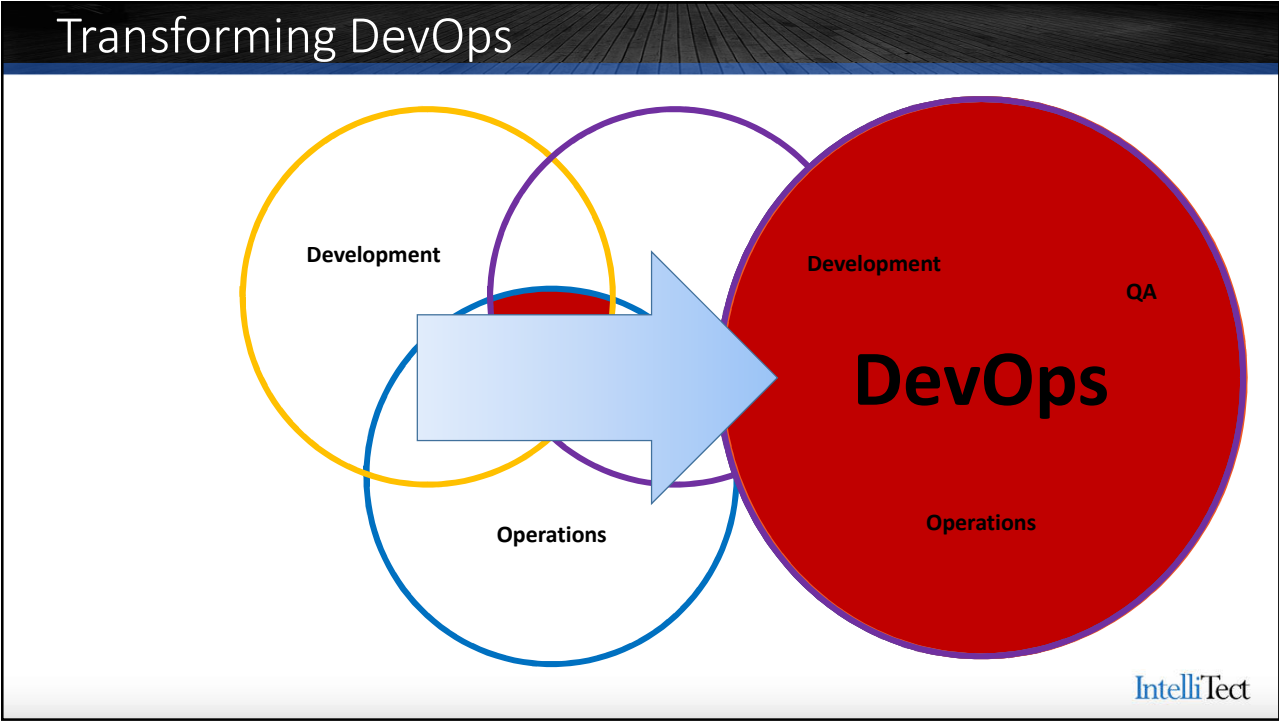 Transforming DevOps
Development
Development
QA
DevOps
Operations
Operations
IntelliTect